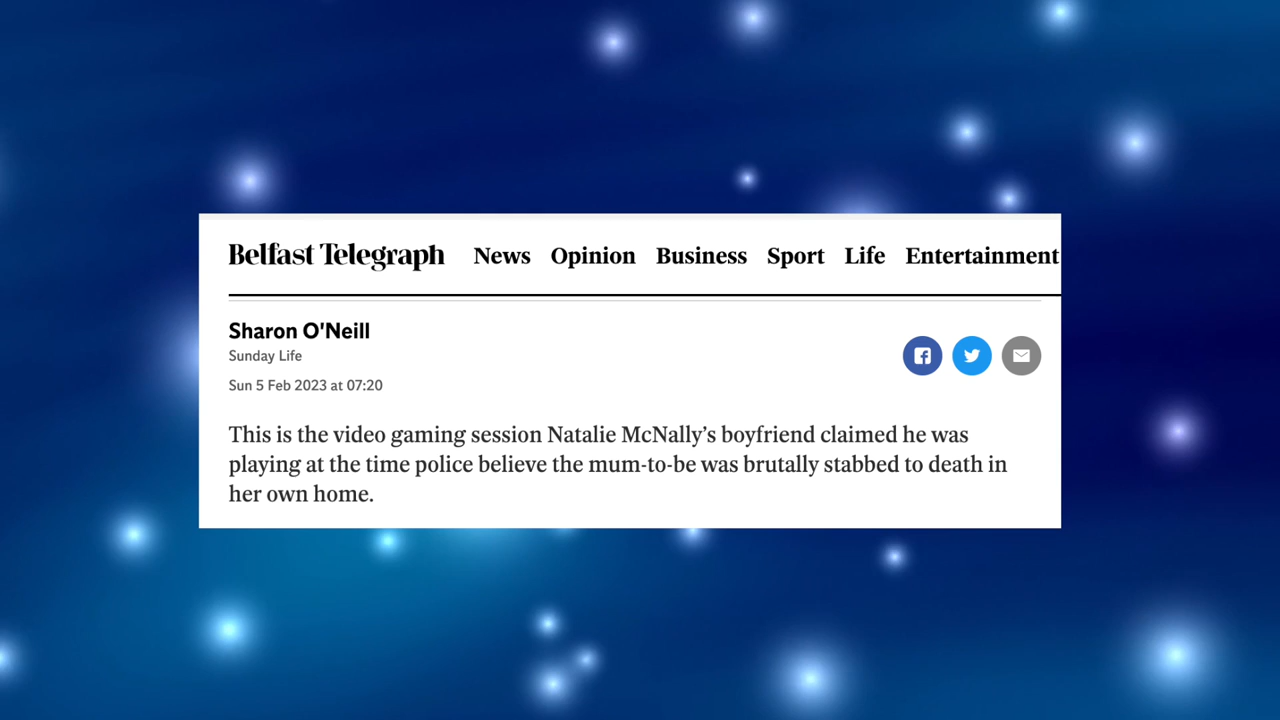 Belfast Telegraph News Opinion Business Sport Life Entertainment
Sharon O'Neill
Sunday Life
Sun 5 Feb 2023 at 07:20
This is the video gaming session Natalie McNally’s boyfriend claimed he was
playing at the time police believe the mum-to-be was brutally stabbed to death in
her own home.